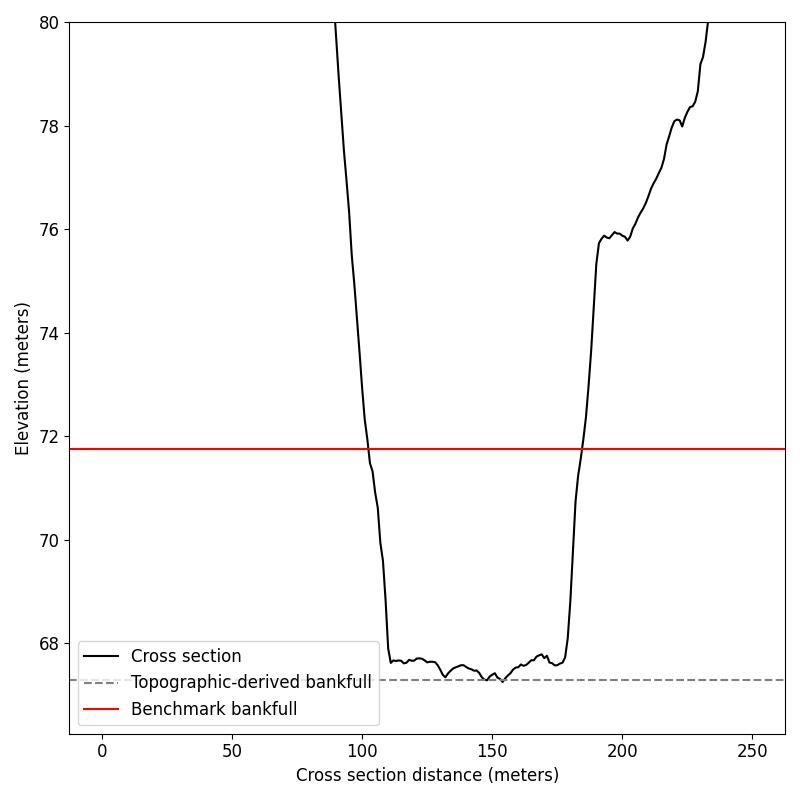 80
78
76
74
72
70
68
Elevation (meters)
Cross section
Topographic-derived bankfull
Benchmark bankfull
0 50 100 150 200 250
Cross section distance (meters)